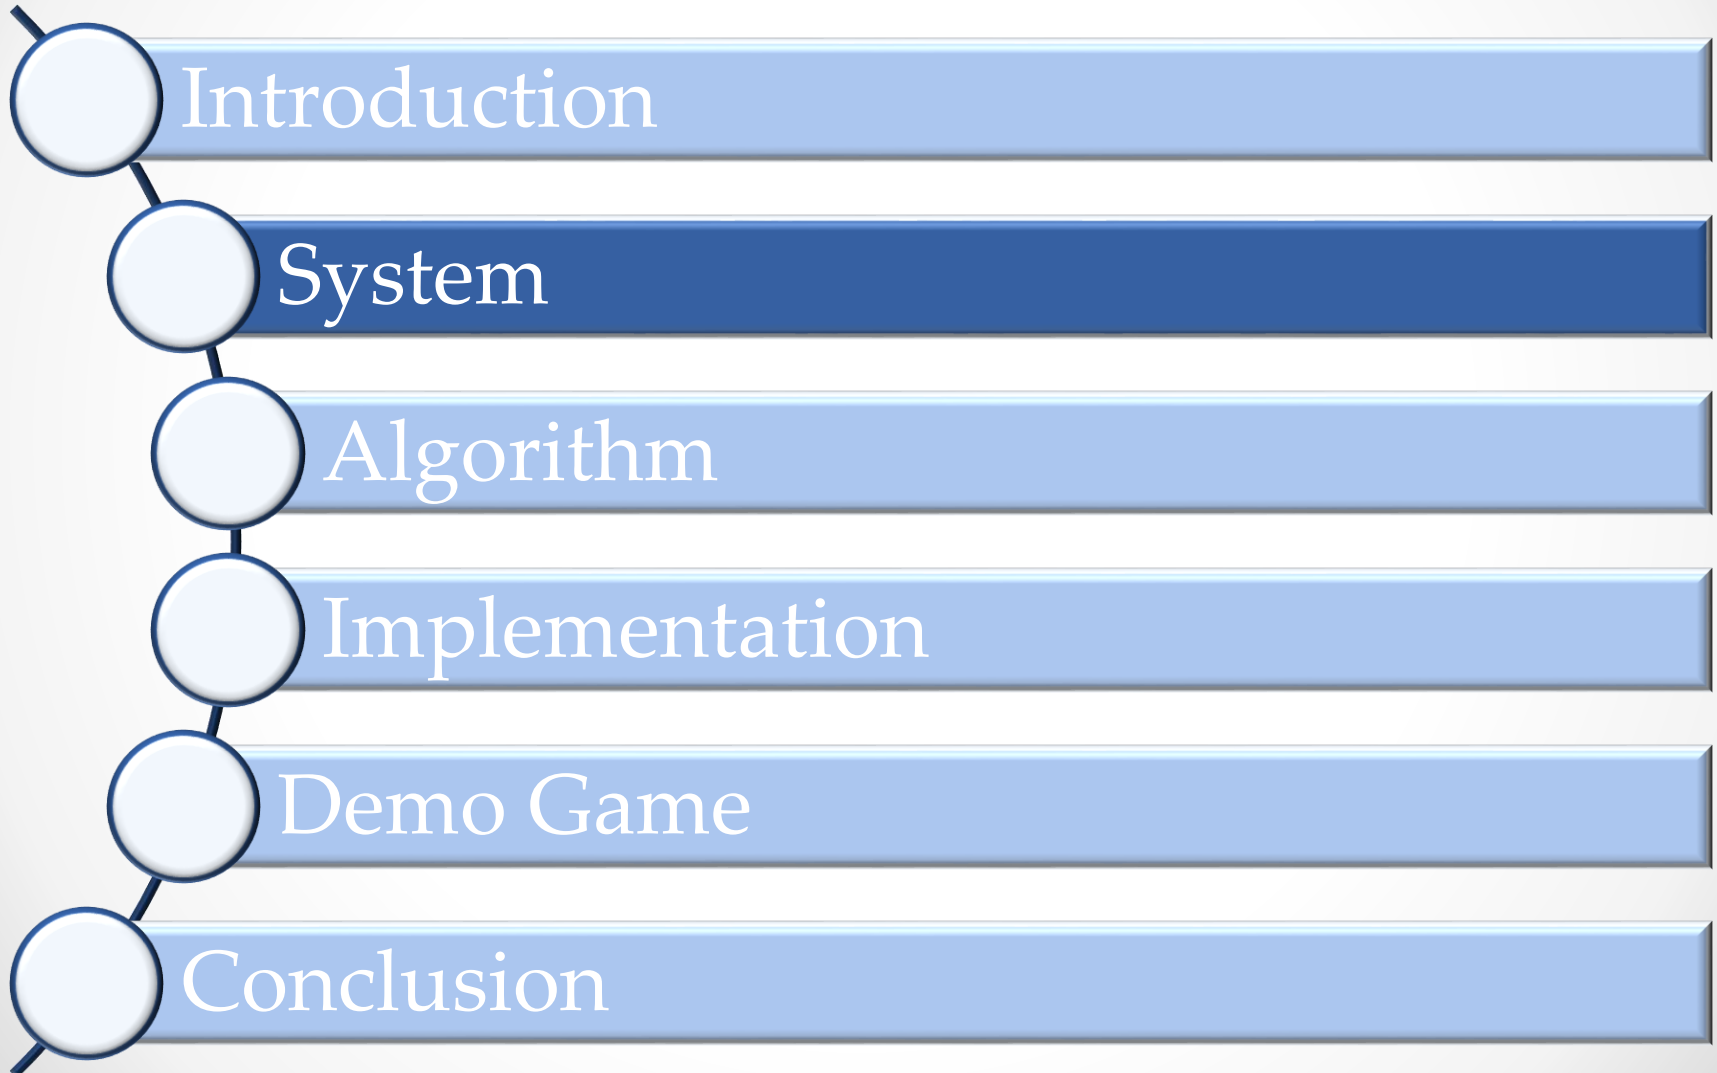 Introduction
System
Algorithm
Implementation
Demo Game
Conclusion